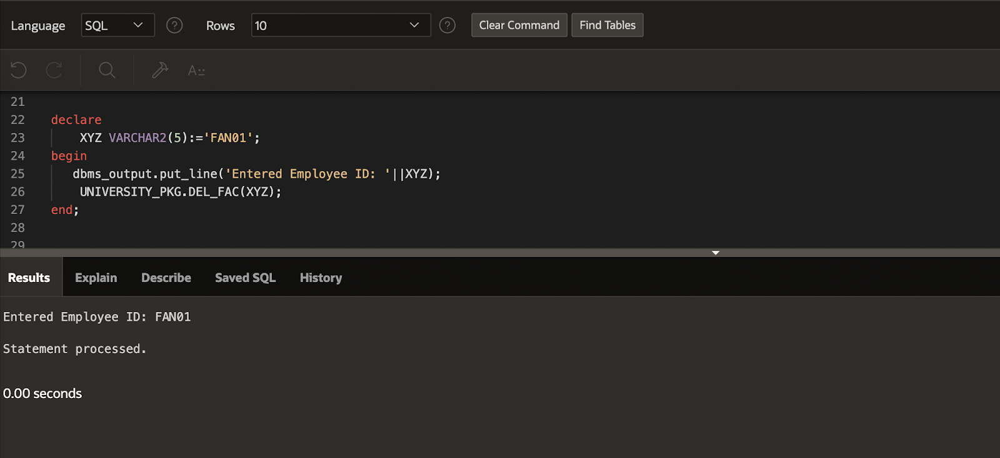 Language SQL ? Rows 10 ? Clear Command Find Tables
A::
21
22 declare
23 XYZ VARCHAR2(5):='FAN01';
24 begin
25 dbms_output.put_line('Entered Employee ID: '||XYZ);
26 UNIVERSITY_PKG.DEL_FAC(XYZ);
27 end;
28
29
Results Explain Describe Saved SQL History
Entered Employee ID: FAN01
Statement processed.
0.00 seconds